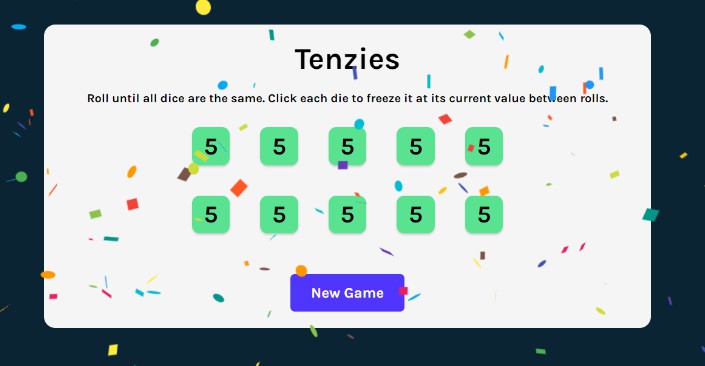 Tenzies
Roll until all dice are the same. Click each die to freeze it at its current value between rolls.
5 5 5 5 5
5 5 5 5 5
New Game